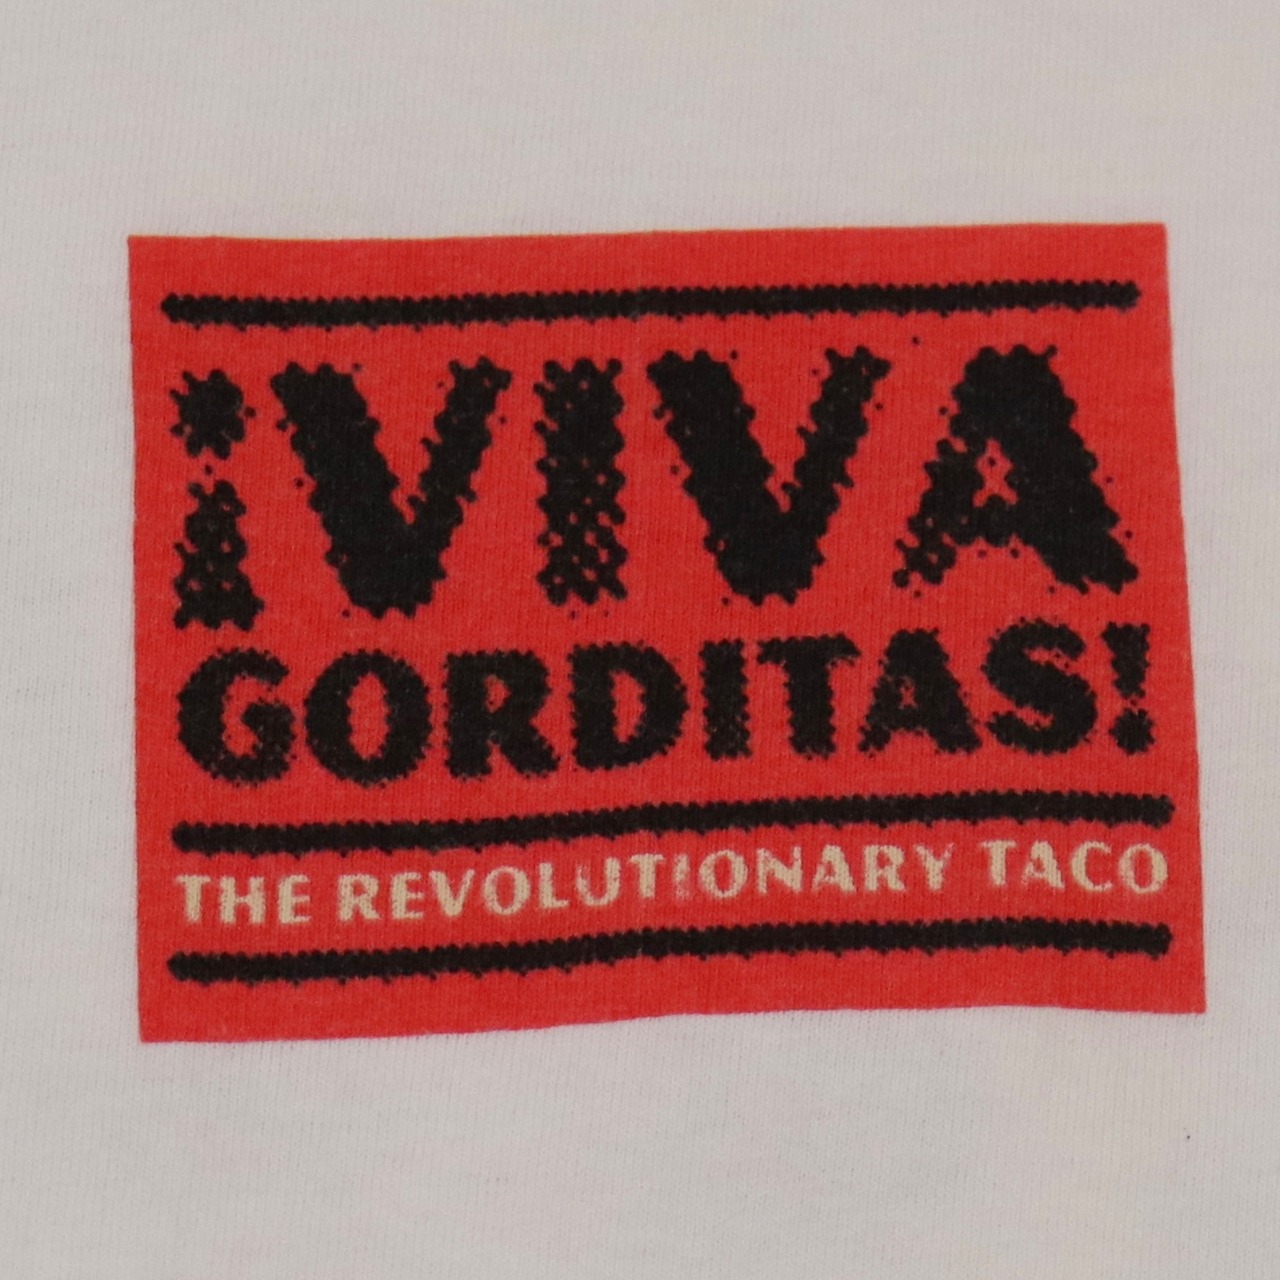 ¡VIVA
GORDITAS!
THE REVOLUTIONARY TACO